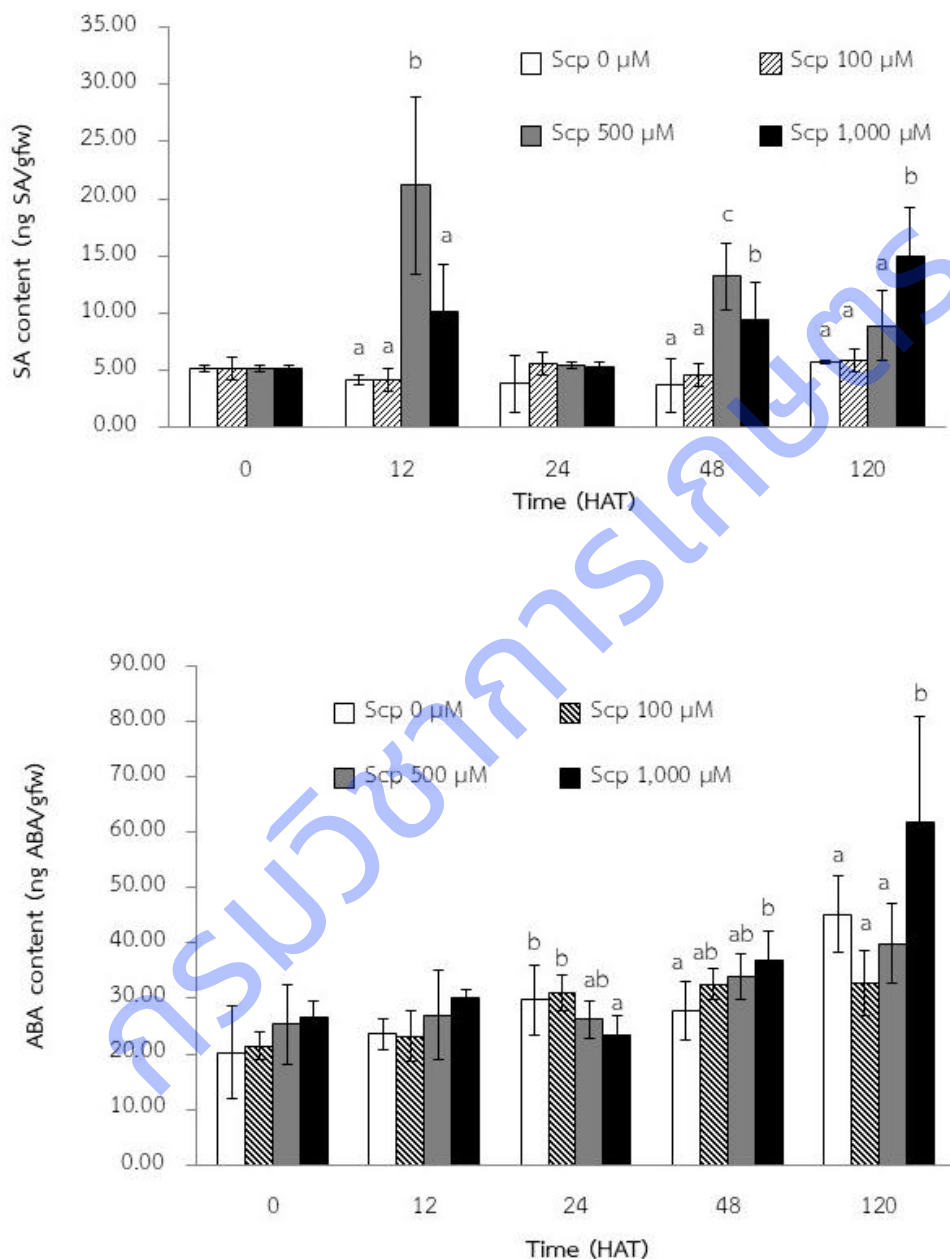 35.00
30.00
25.00
20.00
15.00
10.00
5.00
0.00
SA content (ng SA/gfw)
Scp 0 µM
Scp 100 µM
Scp 500 µM
Scp 1,000 µM
a a b a
a a c b
a a a b
0 12 24 48 120
Time (HAT)
90.00
80.00
70.00
60.00
50.00
40.00
30.00
20.00
10.00
0.00
ABA content (ng ABA/gfw)
Scp 0 µM
Scp 100 µM
Scp 500 µM
Scp 1,000 µM
b b ab a
a ab ab b
a a a b
0 12 24 48 120
Time (HAT)
กรมวิชาการเกษตร